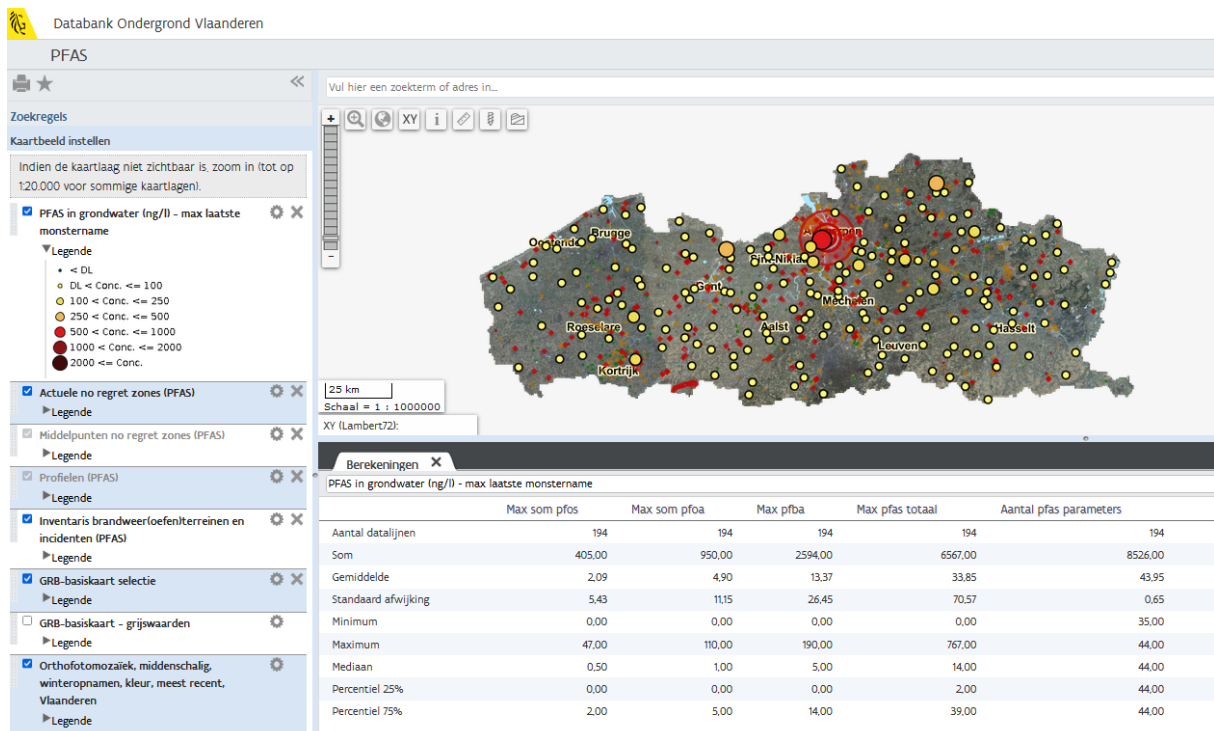 Databank Ondergrond Vlaanderen
PFAS
Zoekregels
Kaartbeeld instellen
Indien de kaartlaag niet zichtbaar is, zoom in (tot op
1:20.000 voor sommige kaartlagen).
PFAS in grondwater (ng/l) - max laatste
monstername
Legende
< DL
DL < Conc. <= 100
100 < Conc. <= 250
250 < Conc. <= 500
500 < Conc. <= 1000
1000 < Conc. <= 2000
2000 <= Conc.
Actuele no regret zones (PFAS)
Legende
Middelpunten no regret zones (PFAS)
Legende
Profielen (PFAS)
Legende
Inventaris brandweer(oefen)terreinen en
incidenten (PFAS)
Legende
GRB-basiskaart selectie
Legende
GRB-basiskaart - grijswaarden
Legende
Orthofotomozaïek, middenschalig,
winteropnamen, kleur, meest recent,
Vlaanderen
Legende
Vul hier een zoekterm of adres in...
+
XY
i
-
Brugge
Gent
Mechelen
Roeselare
Aalst
Hasselt
Leuven
Kortrijk
25 km
Schaal = 1 : 1000000
XY (Lambert72):
Berekeningen
PFAS in grondwater (ng/l) - max laatste monstername
Max som pfos Max som pfoa Max pfba Max pfas totaal Aantal pfas parameters
Aantal datalijnen 194 194 194 194 194
Som 405,00 950,00 2594,00 6567,00 8526,00
Gemiddelde 2,09 4,90 13,37 33,85 43,95
Standaard afwijking 5,43 11,15 26,45 70,57 0,65
Minimum 0,00 0,00 0,00 0,00 35,00
Maximum 47,00 110,00 190,00 767,00 44,00
Mediaan 0,50 1,00 5,00 14,00 44,00
Percentiel 25% 0,00 0,00 0,00 2,00 44,00
Percentiel 75% 2,00 5,00 14,00 39,00 44,00